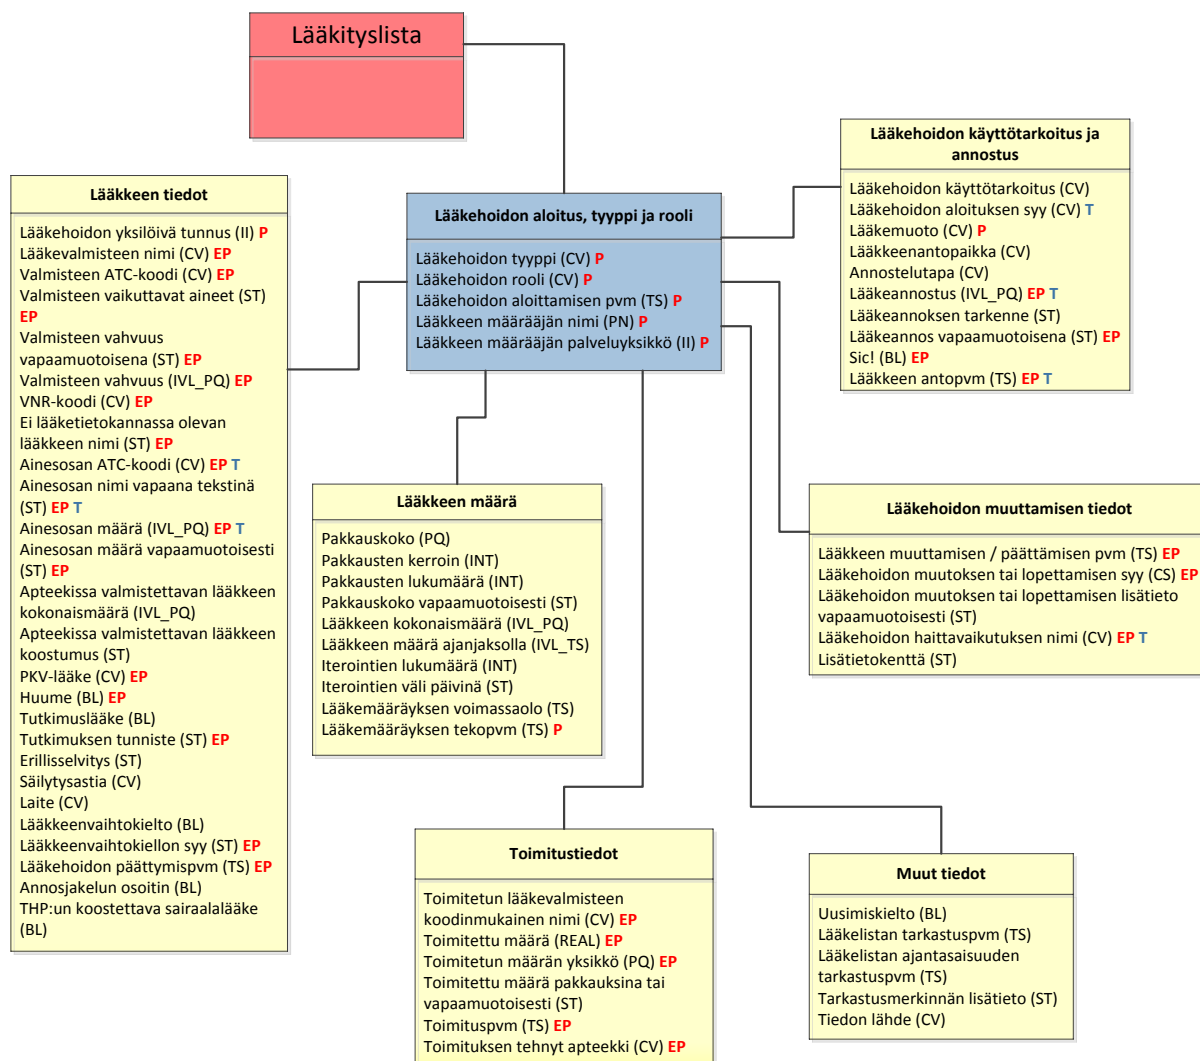 Lääkityslista
Lääkkeen tiedot
Lääkehoidon yksilöivä tunnus (II) P
Lääkevalmisteen nimi (CV) EP
Valmisteen ATC-koodi (CV) EP
Valmisteen vaikuttavat aineet (ST)
EP
Valmisteen vahvuus
vapaamuotoisena (ST) EP
Valmisteen vahvuus (IVL_PQ) EP
VNR-koodi (CV) EP
Ei lääketietokannassa olevan
lääkkeen nimi (ST) EP
Ainesosan ATC-koodi (CV) EP T
Ainesosan nimi vapaana tekstinä
(ST) EP T
Ainesosan määrä (IVL_PQ) EP T
Ainesosan määrä vapaamuotoisesti
(ST) EP
Apteekissa valmistettavan lääkkeen
kokonaismäärä (IVL_PQ)
Apteekissa valmistettavan lääkkeen
koostumus (ST)
PKV-lääke (CV) EP
Huume (BL) EP
Tutkimuslääke (BL)
Tutkimuksen tunniste (ST) EP
Erillisselvitys (ST)
Säilytysastia (CV)
Laite (CV)
Lääkkeenvaihtokielto (BL)
Lääkkeenvaihtokiellon syy (ST) EP
Lääkehoidon päättymispvm (TS) EP
Annosjakelun osoitin (BL)
THP:un koostettava sairaalalääke
(BL)
Lääkehoidon aloitus, tyyppi ja rooli
Lääkehoidon tyyppi (CV) P
Lääkehoidon rooli (CV) P
Lääkehoidon aloittamisen pvm (TS) P
Lääkkeen määrääjän nimi (PN) P
Lääkkeen määrääjän palveluyksikkö (II) P
Lääkehoidon käyttötarkoitus ja
annostus
Lääkehoidon käyttötarkoitus (CV)
Lääkehoidon aloituksen syy (CV) T
Lääkemuoto (CV) P
Lääkkeenantopaikka (CV)
Annostelutapa (CV)
Lääkeannostus (IVL_PQ) EP T
Lääkeannoksen tarkenne (ST)
Lääkeannos vapaamuotoisena (ST) EP
Sic! (BL) EP
Lääkkeen antopvm (TS) EP T
Lääkkeen määrä
Pakkauskoko (PQ)
Pakkausten kerroin (INT)
Pakkausten lukumäärä (INT)
Pakkauskoko vapaamuotoisesti (ST)
Lääkkeen kokonaismäärä (IVL_PQ)
Lääkkeen määrä ajanjaksolla (IVL_TS)
Iterointien lukumäärä (INT)
Iterointien väli päivinä (ST)
Lääkemääräyksen voimassaolo (TS)
Lääkemääräyksen tekopvm (TS) P
Lääkehoidon muuttamisen tiedot
Lääkkeen muuttamisen / päättämisen pvm (TS) EP
Lääkehoidon muutoksen tai lopettamisen syy (CS) EP
Lääkehoidon muutoksen tai lopettamisen lisätieto
vapaamuotoisesti (ST)
Lääkehoidon haittavaikutuksen nimi (CV) EP T
Lisätietokenttä (ST)
Toimitustiedot
Toimitetun lääkevalmisteen
koodinmukainen nimi (CV) EP
Toimitettu määrä (REAL) EP
Toimitetun määrän yksikkö (PQ) EP
Toimitettu määrä pakkauksina tai
vapaamuotoisesti (ST)
Toimituspvm (TS) EP
Toimituksen tehnyt apteekki (CV) EP
Muut tiedot
Uusimiskielto (BL)
Lääkelistan tarkastuspvm (TS)
Lääkelistan ajantasaisuuden
tarkastuspvm (TS)
Tarkastusmerkinnän lisätieto (ST)
Tiedon lähde (CV)